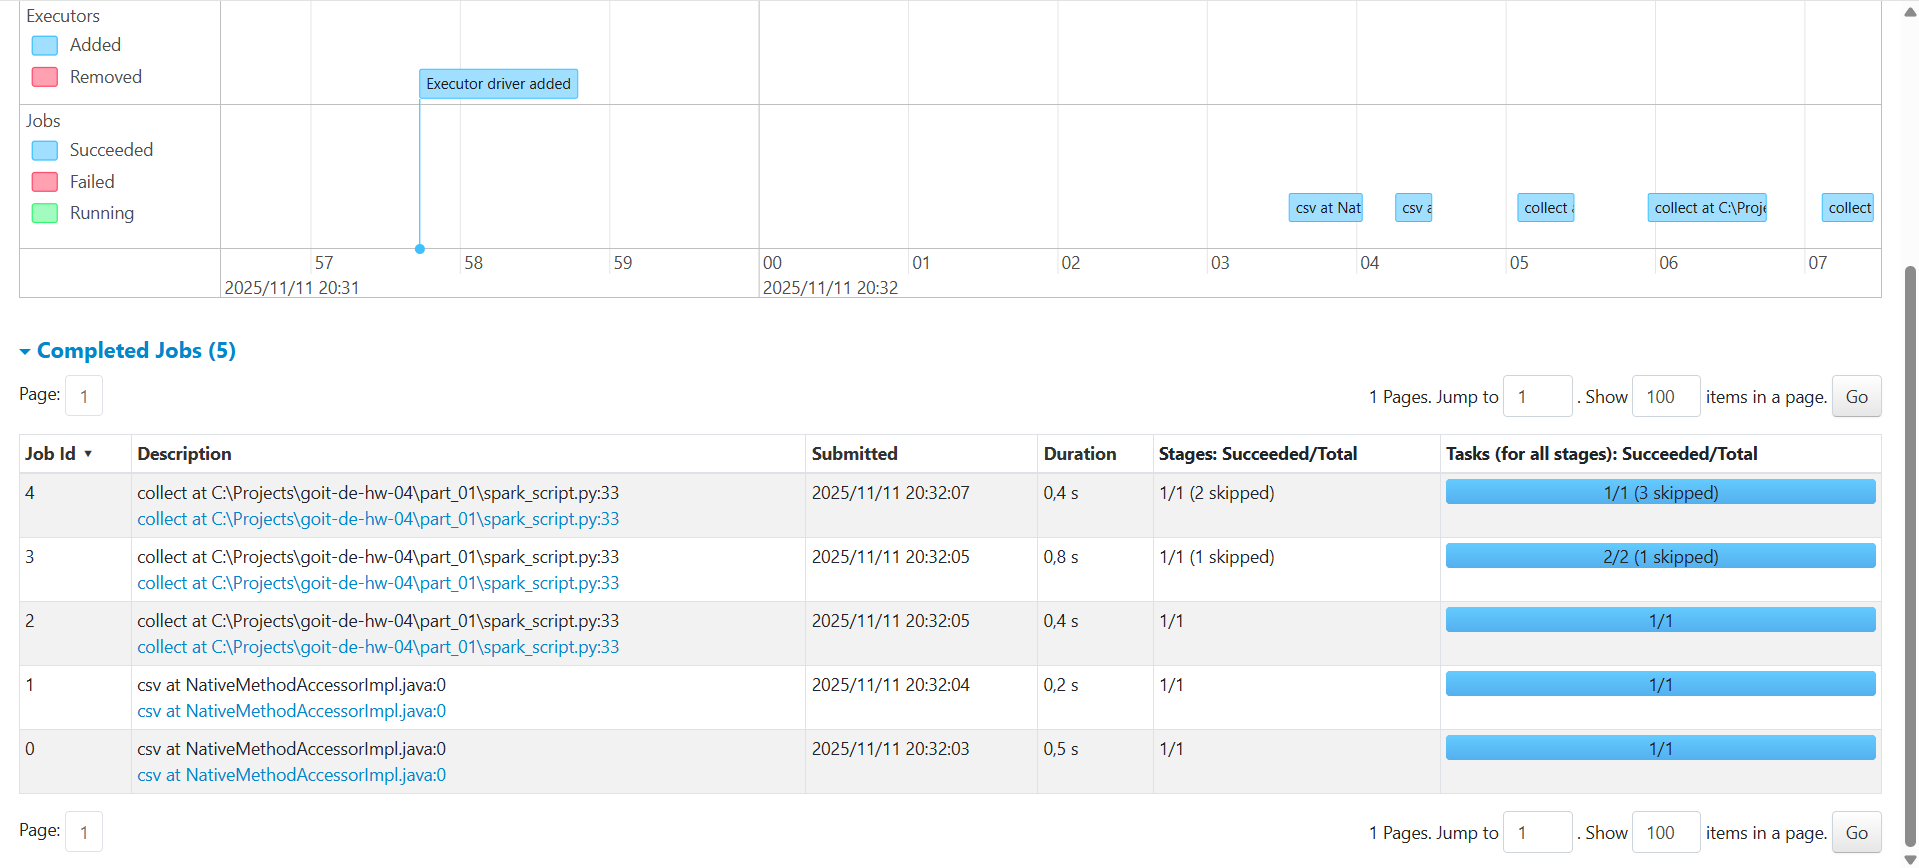 Executors
Added
Removed
Executor driver added
Jobs
Succeeded
Failed
Running
csv at Nat
csv a
collect a
collect at C:\Proje
collect
57 58 59 00 01 02 03 04 05 06 07
2025/11/11 20:31 2025/11/11 20:32
Completed Jobs (5)
Page: 1 1 Pages. Jump to 1 . Show 100 items in a page. Go
Job Id ▼ Description Submitted Duration Stages: Succeeded/Total Tasks (for all stages): Succeeded/Total
4 collect at C:\Projects\goit-de-hw-04\part_01\spark_script.py:33 2025/11/11 20:32:07 0,4 s 1/1 (2 skipped) 1/1 (3 skipped)
collect at C:\Projects\goit-de-hw-04\part_01\spark_script.py:33
3 collect at C:\Projects\goit-de-hw-04\part_01\spark_script.py:33 2025/11/11 20:32:05 0,8 s 1/1 (1 skipped) 2/2 (1 skipped)
collect at C:\Projects\goit-de-hw-04\part_01\spark_script.py:33
2 collect at C:\Projects\goit-de-hw-04\part_01\spark_script.py:33 2025/11/11 20:32:05 0,4 s 1/1 1/1
collect at C:\Projects\goit-de-hw-04\part_01\spark_script.py:33
1 csv at NativeMethodAccessorImpl.java:0 2025/11/11 20:32:04 0,2 s 1/1 1/1
csv at NativeMethodAccessorImpl.java:0
0 csv at NativeMethodAccessorImpl.java:0 2025/11/11 20:32:03 0,5 s 1/1 1/1
csv at NativeMethodAccessorImpl.java:0
Page: 1 1 Pages. Jump to 1 . Show 100 items in a page. Go